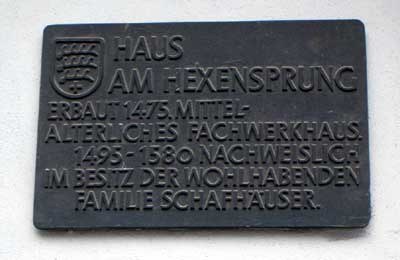 HAUS
AM HEXENSPRUNG
ERBAUT 1475. MITTEL-
ALTERLICHES FACHWERKHAUS.
1495-1580 NACHWEISLICH
IM BESITZ DER WOHLHABENDEN
FAMILIE SCHAFHÄUSER.